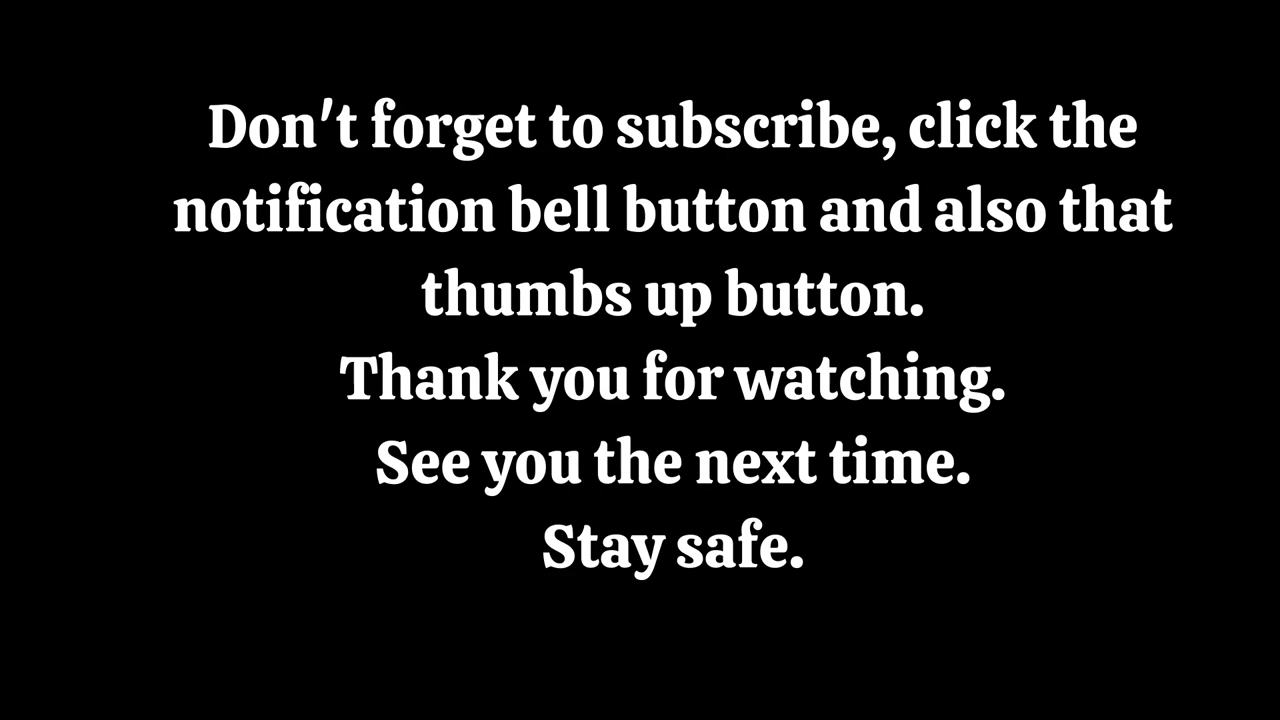 Don't forget to subscribe, click the
notification bell button and also that
thumbs up button.
Thank you for watching.
See you the next time.
Stay safe.